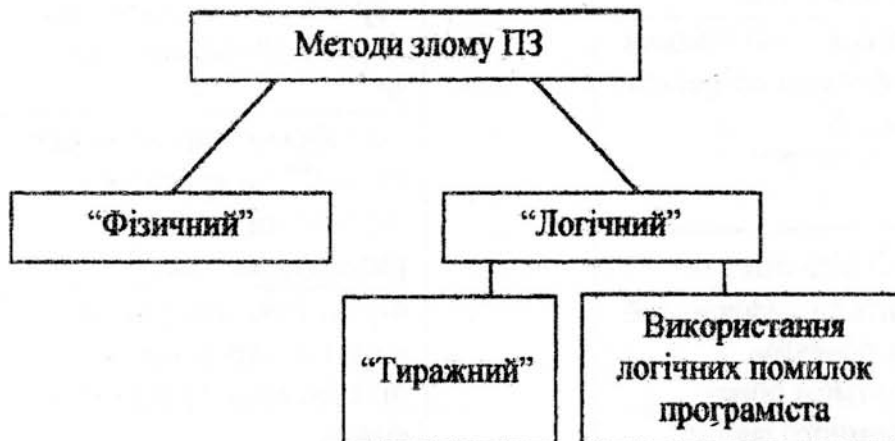 Методи злому ПЗ
“Фізичний”
“Логічний”
“Тиражний”
Використання
логічних помилок
програміста